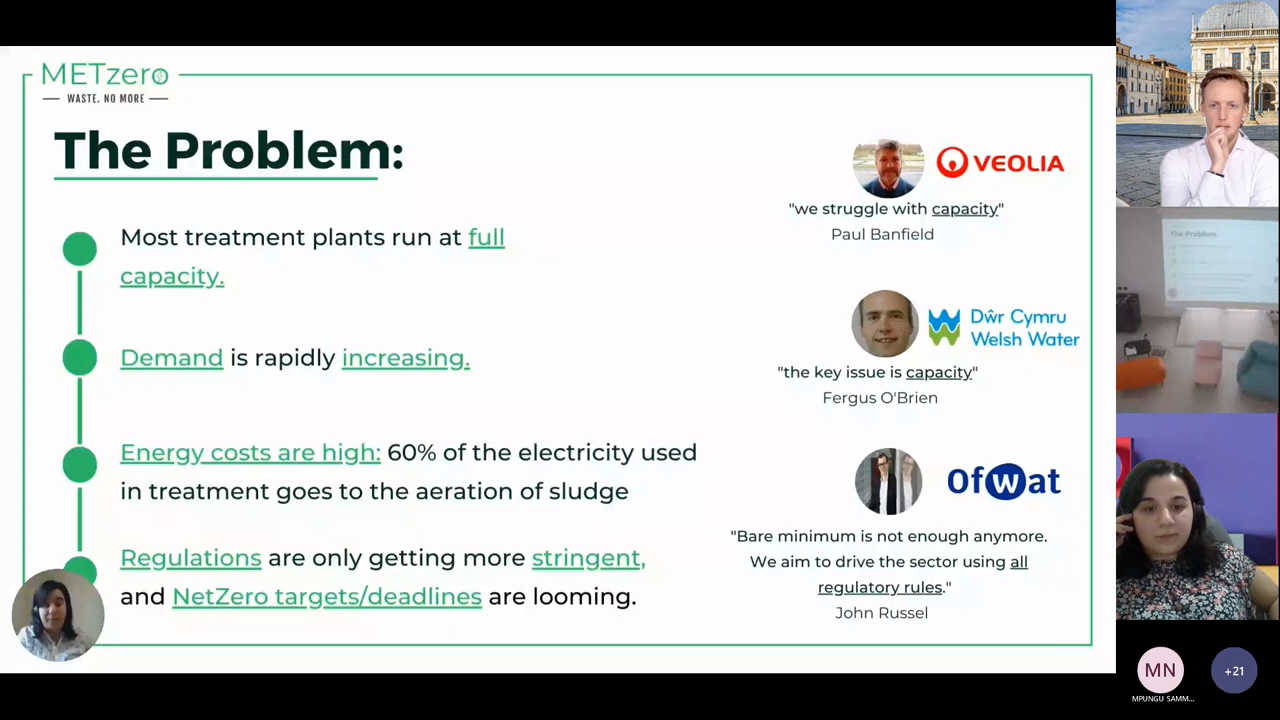 METzero
WASTE. NO MORE
The Problem:
Most treatment plants run at full
capacity.
Demand is rapidly increasing.
Energy costs are high: 60% of the electricity used
in treatment goes to the aeration of sludge
Regulations are only getting more stringent,
and NetZero targets/deadlines are looming.
VEOLIA
"we struggle with capacity"
Paul Banfield
Dŵr Cymru
Welsh Water
"the key issue is capacity"
Fergus O'Brien
Ofwat
"Bare minimum is not enough anymore.
We aim to drive the sector using all
regulatory rules."
John Russel
The Problem
MN
MPUNGU SAMM...
+21